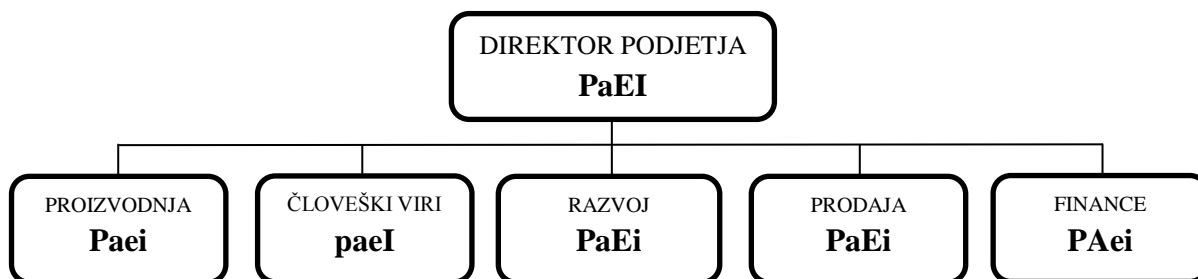 DIREKTOR PODJETJA
PaEI
PROIZVODNJA
Paei
ČLOVEŠKI VIRI
paeI
RAZVOJ
PaEi
PRODAJA
PaEi
FINANCE
PAei